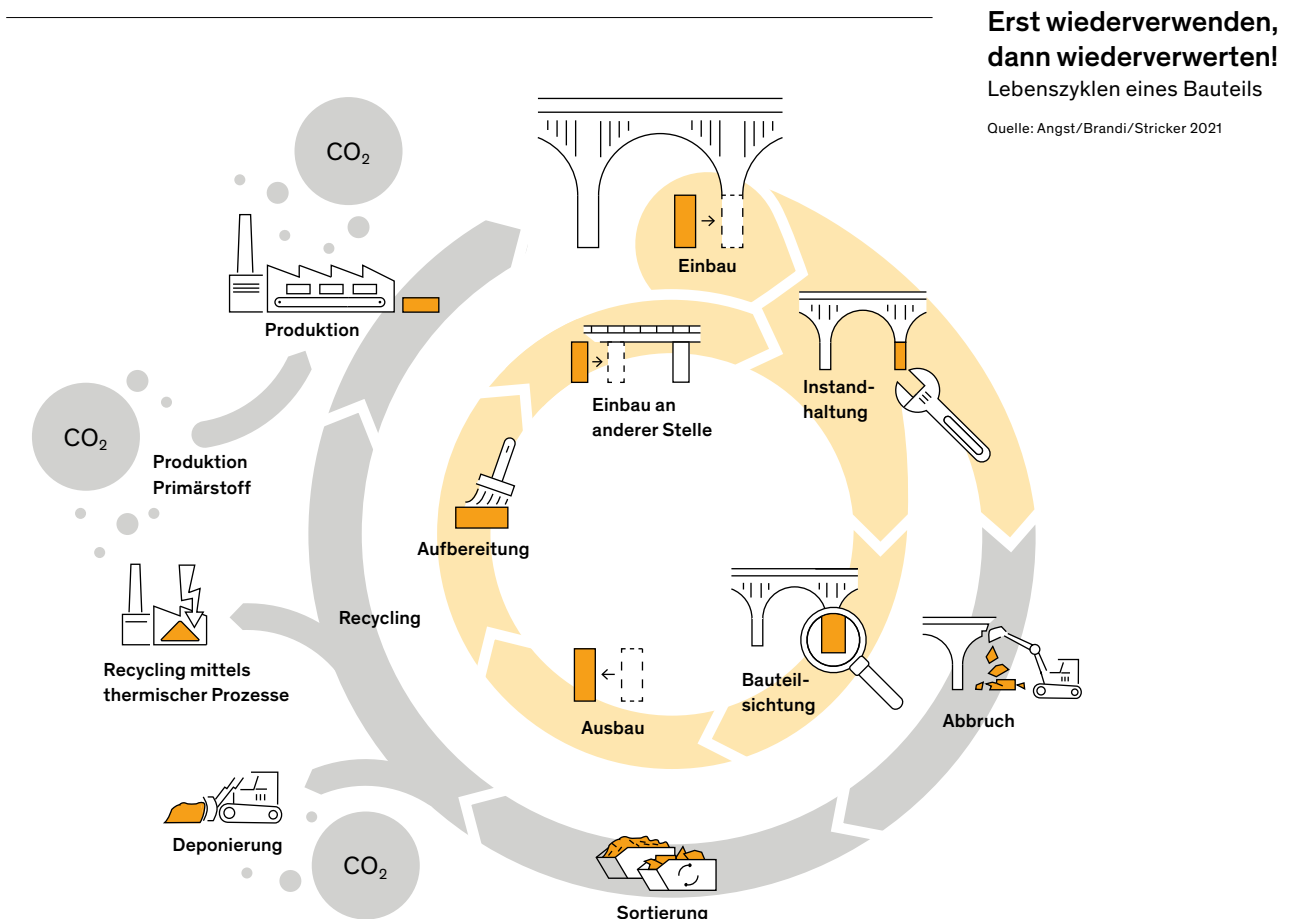 Erst wiederverwenden,
dann wiederverwerten!
Lebenszyklen eines Bauteils
Quelle: Angst/Brandi/Stricker 2021
CO₂
Einbau
Produktion
Einbau an
anderer Stelle
Instand-
haltung
CO₂
Produktion
Primärstoff
Aufbereitung
Recycling
Recycling mittels
thermischer Prozesse
Bauteil-
sichtung
Ausbau
Abbruch
Deponierung
CO₂
Sortierung